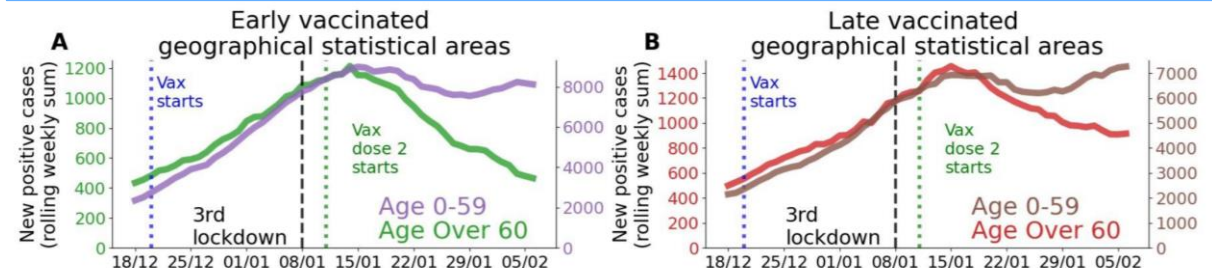 A
Early vaccinated
geographical statistical areas
New positive cases
(rolling weekly sum)
1200
1000
800
600
400
200
0
Vax
starts
3rd
lockdown
Vax
dose 2
starts
Age 0-59
Age Over 60
8000
6000
4000
2000
0
18/12 25/12 01/01 08/01 15/01 22/01 29/01 05/02
B
Late vaccinated
geographical statistical areas
New positive cases
(rolling weekly sum)
1400
1200
1000
800
600
400
200
0
Vax
starts
3rd
lockdown
Vax
dose 2
starts
Age 0-59
Age Over 60
7000
6000
5000
4000
3000
2000
1000
0
18/12 25/12 01/01 08/01 15/01 22/01 29/01 05/02